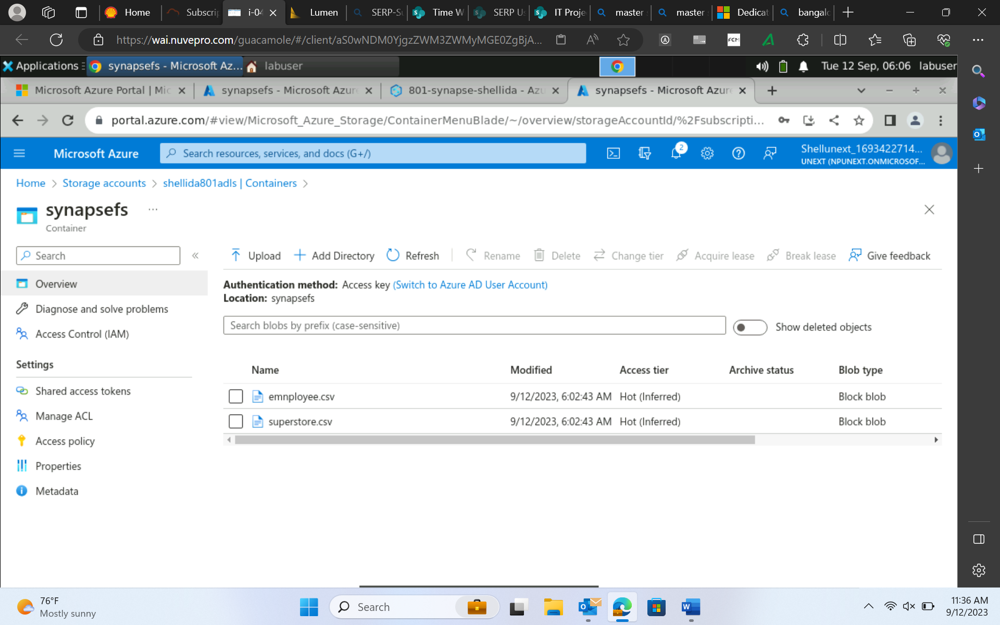 Home
Subscrip
i-04
Lumen
SERP-Su
Time W
SERP Us
IT Proje
master s
master s
Dedicat
bangalo
https://wai.nuvepro.com/guacamole/#/client/aS0wNDM0YjgzZWM3ZWMyMGE0ZgBjA...
FCM
Applications
synapsefs - Microsoft Az...
labuser
Tue 12 Sep, 06:06
labuser
Microsoft Azure Portal | Mic
synapsefs - Microsoft Azure
801-synapse-shellida - Azu
synapsefs - Microsoft Azure
portal.azure.com/#view/Microsoft_Azure_Storage/ContainerMenuBlade/~/overview/storageAccountId/%2Fsubscripti...
Microsoft Azure
Search resources, services, and docs (G+/)
2
Shellunext_1693422714...
UNEXT (NPUNEXT.ONMICROSOF...
Home > Storage accounts > shellida801adls | Containers >
synapsefs ...
Container
Search
«
Upload
Add Directory
Refresh
Rename
Delete
Change tier
Acquire lease
Break lease
Give feedback
Overview
Diagnose and solve problems
Access Control (IAM)
Settings
Shared access tokens
Manage ACL
Access policy
Properties
Metadata
Authentication method: Access key (Switch to Azure AD User Account)
Location: synapsefs
Search blobs by prefix (case-sensitive)
Show deleted objects
Name Modified Access tier Archive status Blob type
emnployee.csv 9/12/2023, 6:02:43 AM Hot (Inferred) Block blob
superstore.csv 9/12/2023, 6:02:43 AM Hot (Inferred) Block blob
76°F
Mostly sunny
Search
11:36 AM
9/12/2023